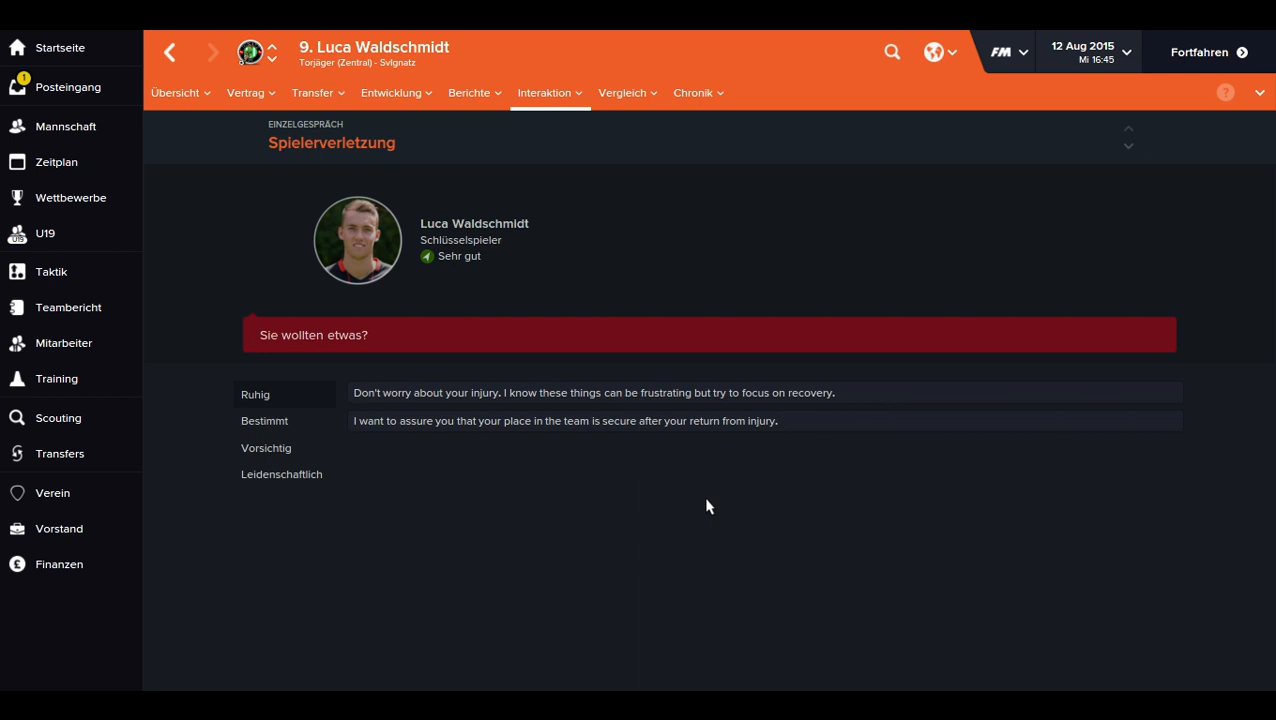 Startseite
1
Posteingang
Mannschaft
Zeitplan
Wettbewerbe
U19
U19
Taktik
Teambericht
Mitarbeiter
Training
Scouting
Transfers
Verein
Vorstand
£
Finanzen
9. Luca Waldschmidt
Torjäger (Zentral) - SvIgnatz
FM
12 Aug 2015
Mi 16:45
Fortfahren
Übersicht Vertrag Transfer Entwicklung Berichte Interaktion Vergleich Chronik ?
EINZELGESPRÄCH
Spielerverletzung
Luca Waldschmidt
Schlüsselspieler
Sehr gut
Sie wollten etwas?
Ruhig
Bestimmt
Vorsichtig
Leidenschaftlich
Don't worry about your injury. I know these things can be frustrating but try to focus on recovery.
I want to assure you that your place in the team is secure after your return from injury.